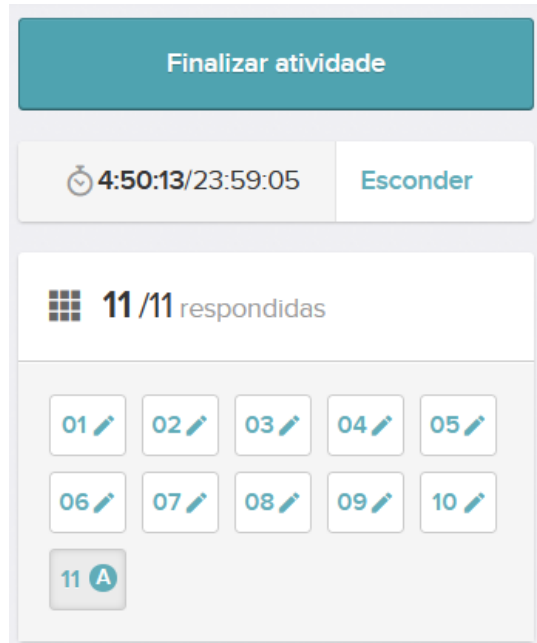 Finalizar atividade
4:50:13/23:59:05 Esconder
11/11 respondidas
01 02 03 04 05
06 07 08 09 10
11 A